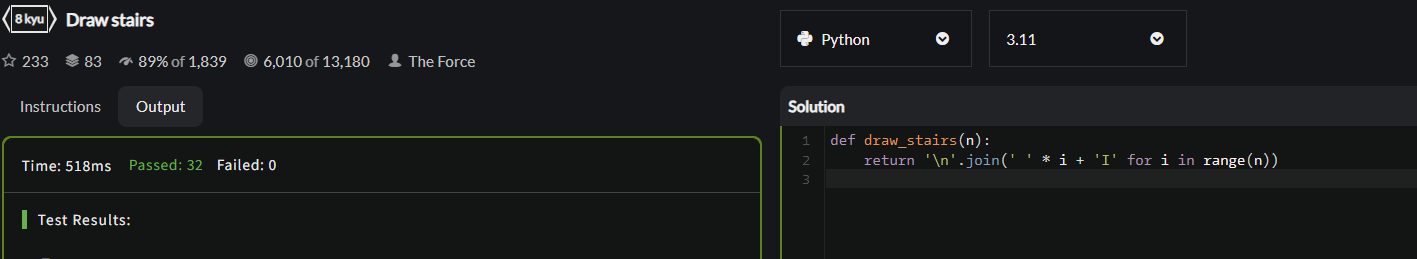 8 kyu Draw stairs
233 83 89% of 1,839 6,010 of 13,180 The Force
Instructions Output
Time: 518ms Passed: 32 Failed: 0
Test Results:
Python 3.11
Solution
1 def draw_stairs(n):
2     return '\n'.join(' ' * i + 'I' for i in range(n))
3